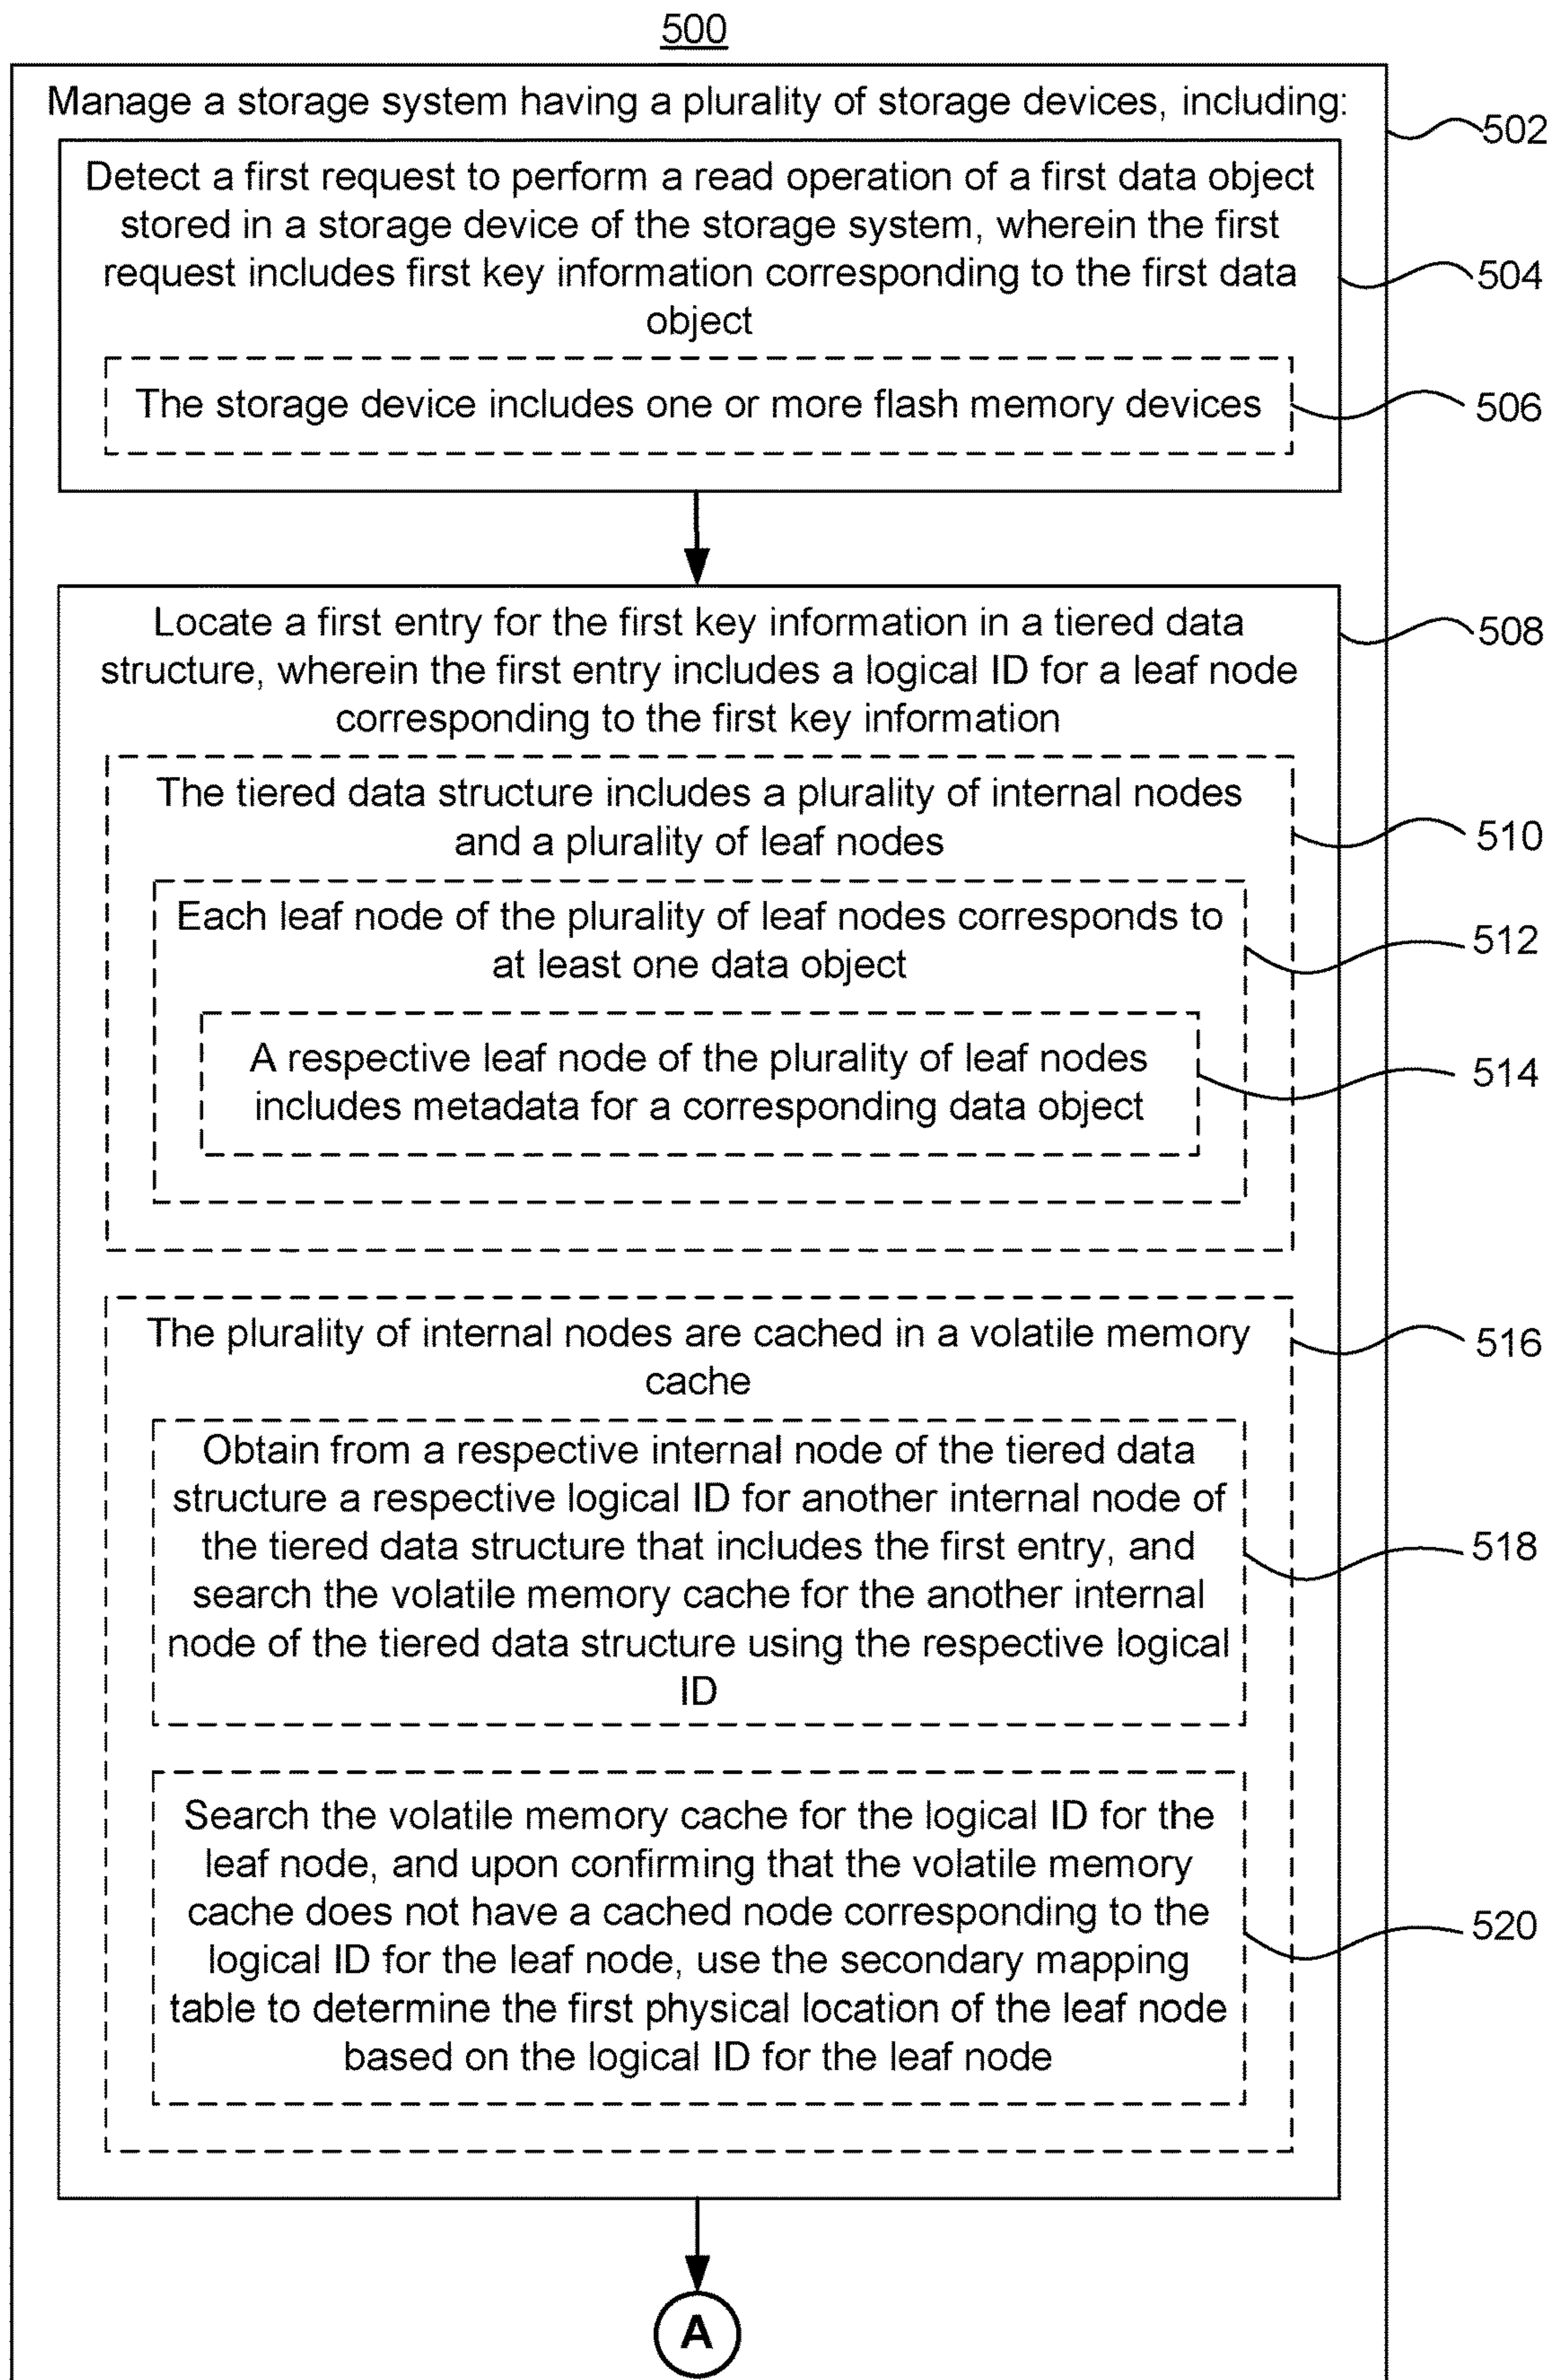 500
Manage a storage system having a plurality of storage devices, including:
502
Detect a first request to perform a read operation of a first data object
stored in a storage device of the storage system, wherein the first
request includes first key information corresponding to the first data
object
504
The storage device includes one or more flash memory devices
506
Locate a first entry for the first key information in a tiered data
structure, wherein the first entry includes a logical ID for a leaf node
corresponding to the first key information
508
The tiered data structure includes a plurality of internal nodes
and a plurality of leaf nodes
510
Each leaf node of the plurality of leaf nodes corresponds to
at least one data object
512
A respective leaf node of the plurality of leaf nodes
includes metadata for a corresponding data object
514
The plurality of internal nodes are cached in a volatile memory
cache
516
Obtain from a respective internal node of the tiered data
structure a respective logical ID for another internal node of
the tiered data structure that includes the first entry, and
search the volatile memory cache for the another internal
node of the tiered data structure using the respective logical
ID
518
Search the volatile memory cache for the logical ID for the
leaf node, and upon confirming that the volatile memory
cache does not have a cached node corresponding to the
logical ID for the leaf node, use the secondary mapping
table to determine the first physical location of the leaf node
based on the logical ID for the leaf node
520
A